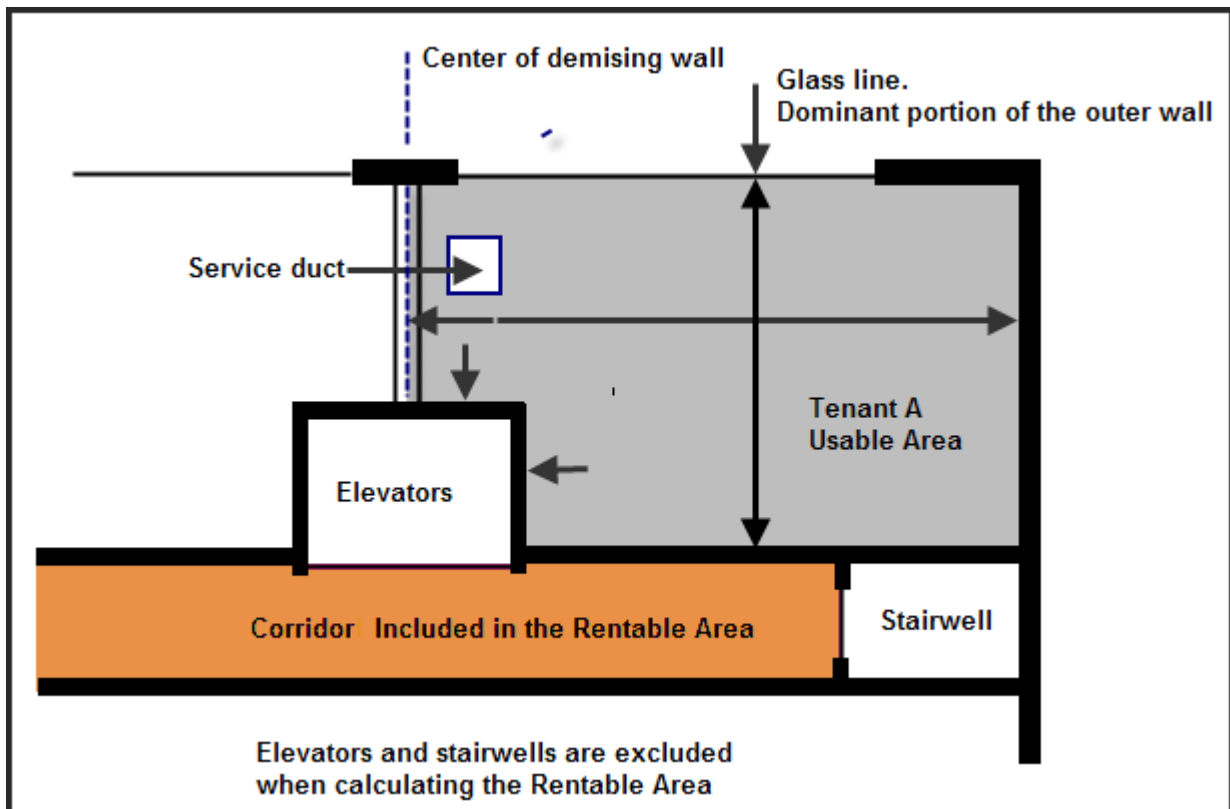 Center of demising wall
Glass line.
Dominant portion of the outer wall
Service duct
Tenant A
Usable Area
Elevators
Corridor Included in the Rentable Area
Stairwell
Elevators and stairwells are excluded
when calculating the Rentable Area